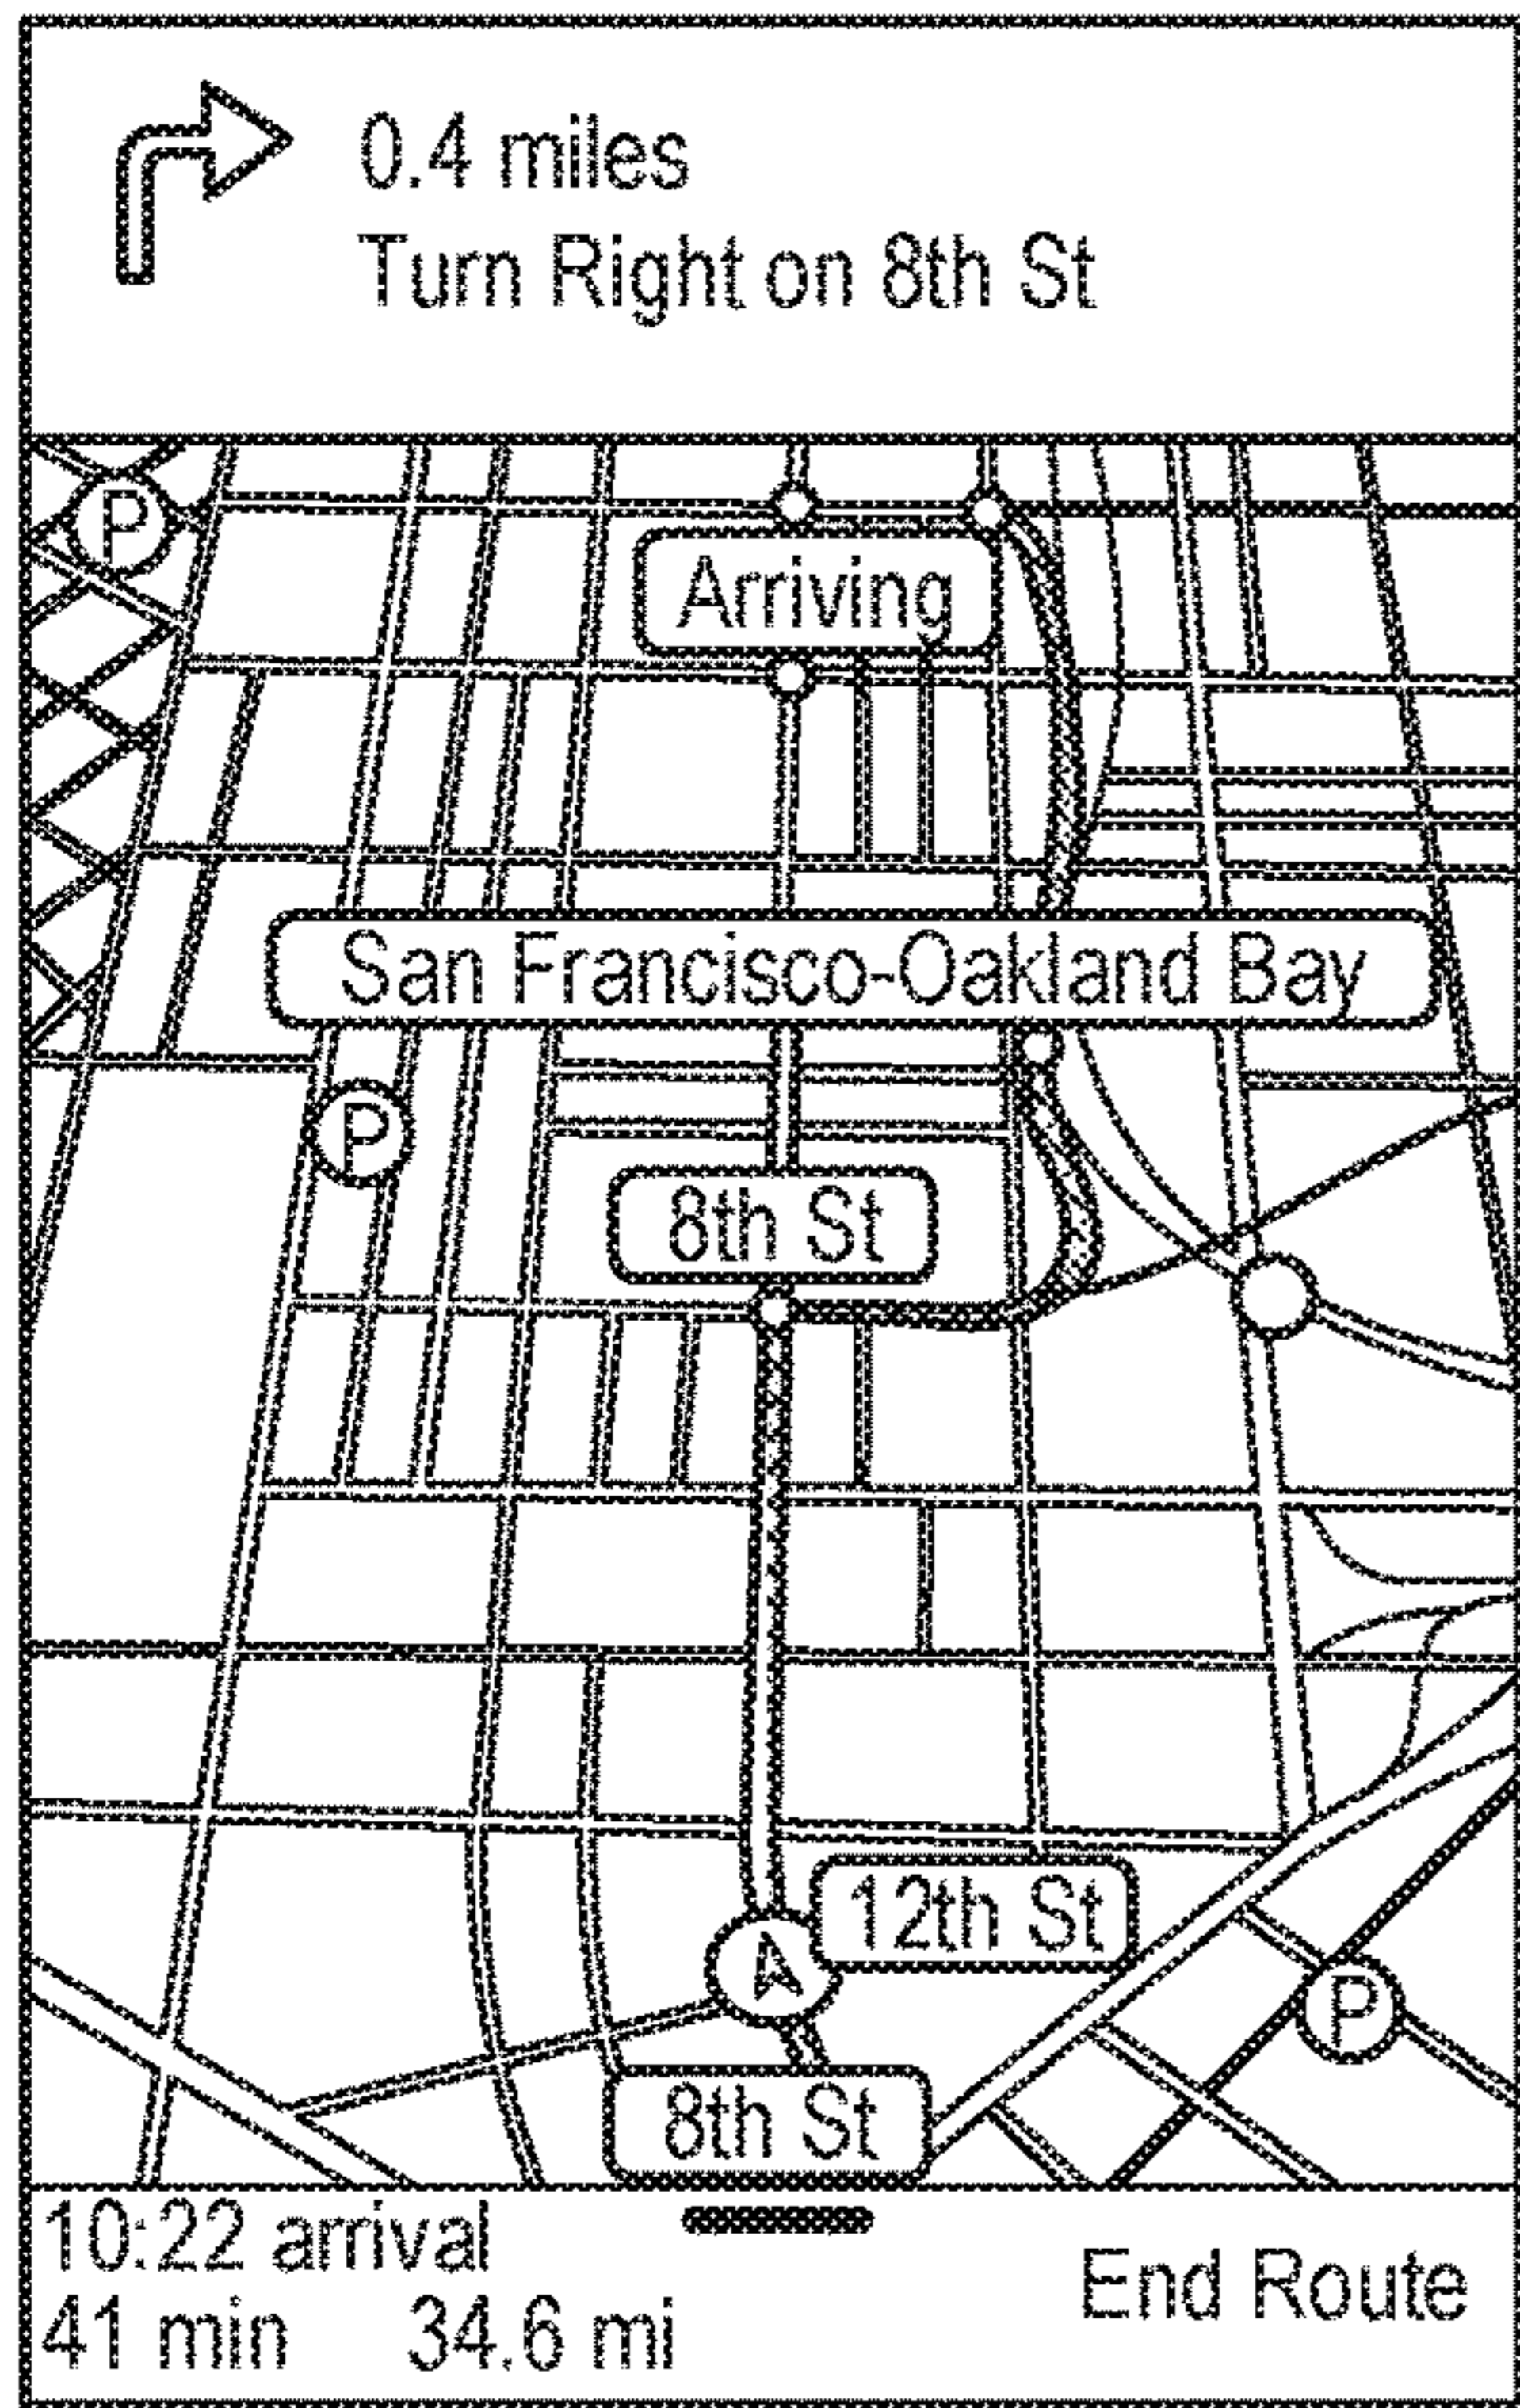 0.4 miles
Turn Right on 8th St
P
Arriving
San Francisco-Oakland Bay
P
8th St
12th St
P
8th St
10:22 arrival
41 min 34.6 mi
End Route